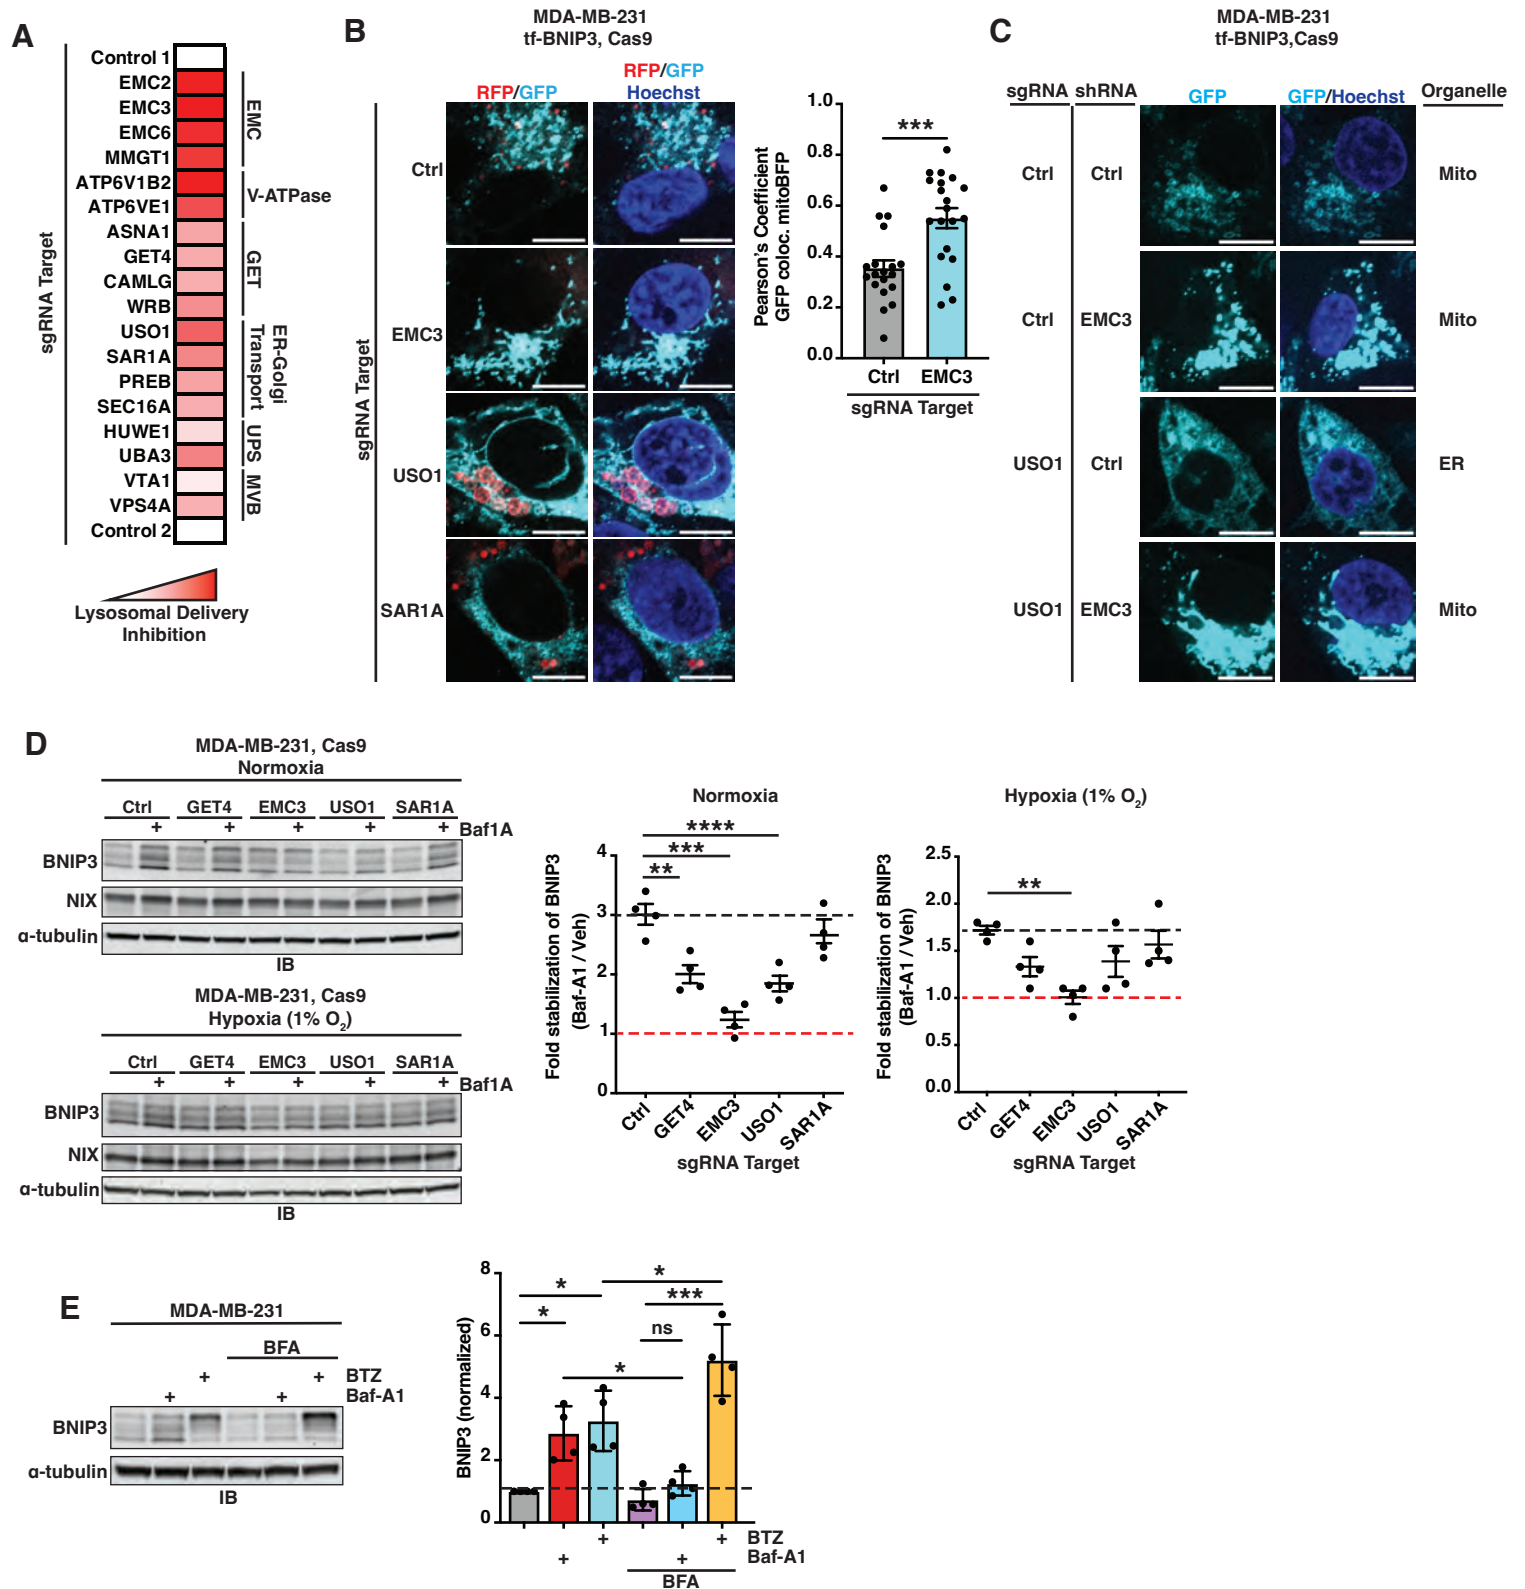 A
sgRNA Target
Control 1
EMC2
EMC3
EMC6
MMGT1
ATP6V1B2
ATP6VE1
ASNA1
GET4
CAMLG
WRB
USO1
SAR1A
PREB
SEC16A
HUWE1
UBA3
VTA1
VPS4A
Control 2
EMC
V-ATPase
GET
ER-Golgi
Transport
UPS
MVB
Lysosomal Delivery
Inhibition
B
MDA-MB-231
tf-BNIP3, Cas9
RFP/GFP
RFP/GFP
Hoechst
sgRNA Target
Ctrl
EMC3
USO1
SAR1A
Pearson's Coefficient
GFP coloc. mitoBFP
1.0
0.8
0.6
0.4
0.2
0.0
***
Ctrl EMC3
sgRNA Target
C
MDA-MB-231
tf-BNIP3,Cas9
sgRNA shRNA GFP GFP/Hoechst Organelle
Ctrl Ctrl Mito
Ctrl EMC3 Mito
USO1 Ctrl ER
USO1 EMC3 Mito
D
MDA-MB-231, Cas9
Normoxia
Ctrl GET4 EMC3 USO1 SAR1A
+ + + + + Baf1A
BNIP3
NIX
α-tubulin
IB
MDA-MB-231, Cas9
Hypoxia (1% O2)
Ctrl GET4 EMC3 USO1 SAR1A
+ + + + + Baf1A
BNIP3
NIX
α-tubulin
IB
Normoxia
Fold stabilization of BNIP3
(Baf-A1 / Veh)
4
3
2
1
0
****
***
**
Ctrl GET4 EMC3 USO1 SAR1A
sgRNA Target
Hypoxia (1% O2)
Fold stabilization of BNIP3
(Baf-A1 / Veh)
2.5
2.0
1.5
1.0
0.5
0.0
**
Ctrl GET4 EMC3 USO1 SAR1A
sgRNA Target
E
MDA-MB-231
BFA
+ + BTZ
+ + Baf-A1
BNIP3
α-tubulin
IB
BNIP3 (normalized)
8
6
4
2
0
* *
* ***
ns
*
+ + BTZ
+ + Baf-A1
BFA